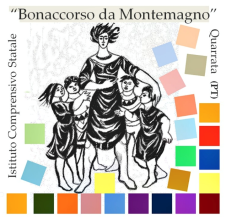 "Bonaccorso da Montemagno"
Istituto Comprensivo Statale
Quarrata (PT)